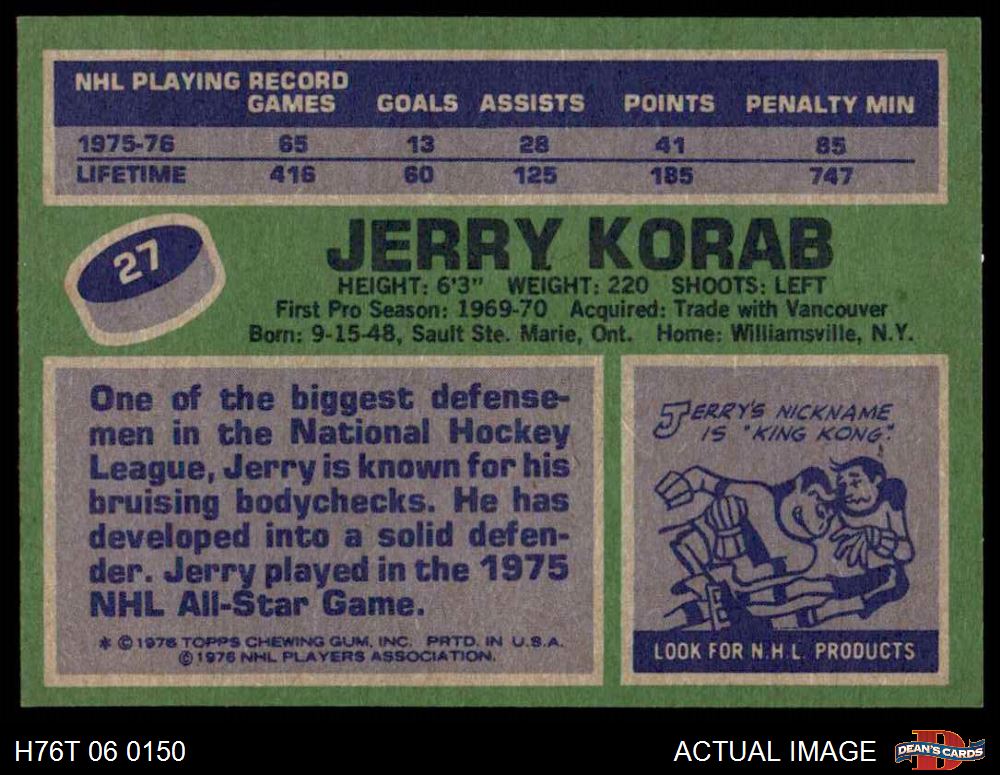 NHL PLAYING RECORD
GAMES GOALS ASSISTS POINTS PENALTY MIN
1975-76 65 13 28 41 85
LIFETIME 416 60 125 185 747
27
JERRY KORAB
HEIGHT: 6'3" WEIGHT: 220 SHOOTS: LEFT
First Pro Season: 1969-70 Acquired: Trade with Vancouver
Born: 9-15-48, Sault Ste. Marie, Ont. Home: Williamsville, N.Y.
One of the biggest defense-
men in the National Hockey
League, Jerry is known for his
bruising bodychecks. He has
developed into a solid defen-
der. Jerry played in the 1975
NHL All-Star Game.
* © 1976 TOPPS CHEWING GUM, INC. PRTD. IN U.S.A.
© 1976 NHL PLAYERS ASSOCIATION.
JERRY'S NICKNAME
IS "KING KONG".
LOOK FOR N.H.L. PRODUCTS
H76T 06 0150
ACTUAL IMAGE
D
DEAN'S CARDS